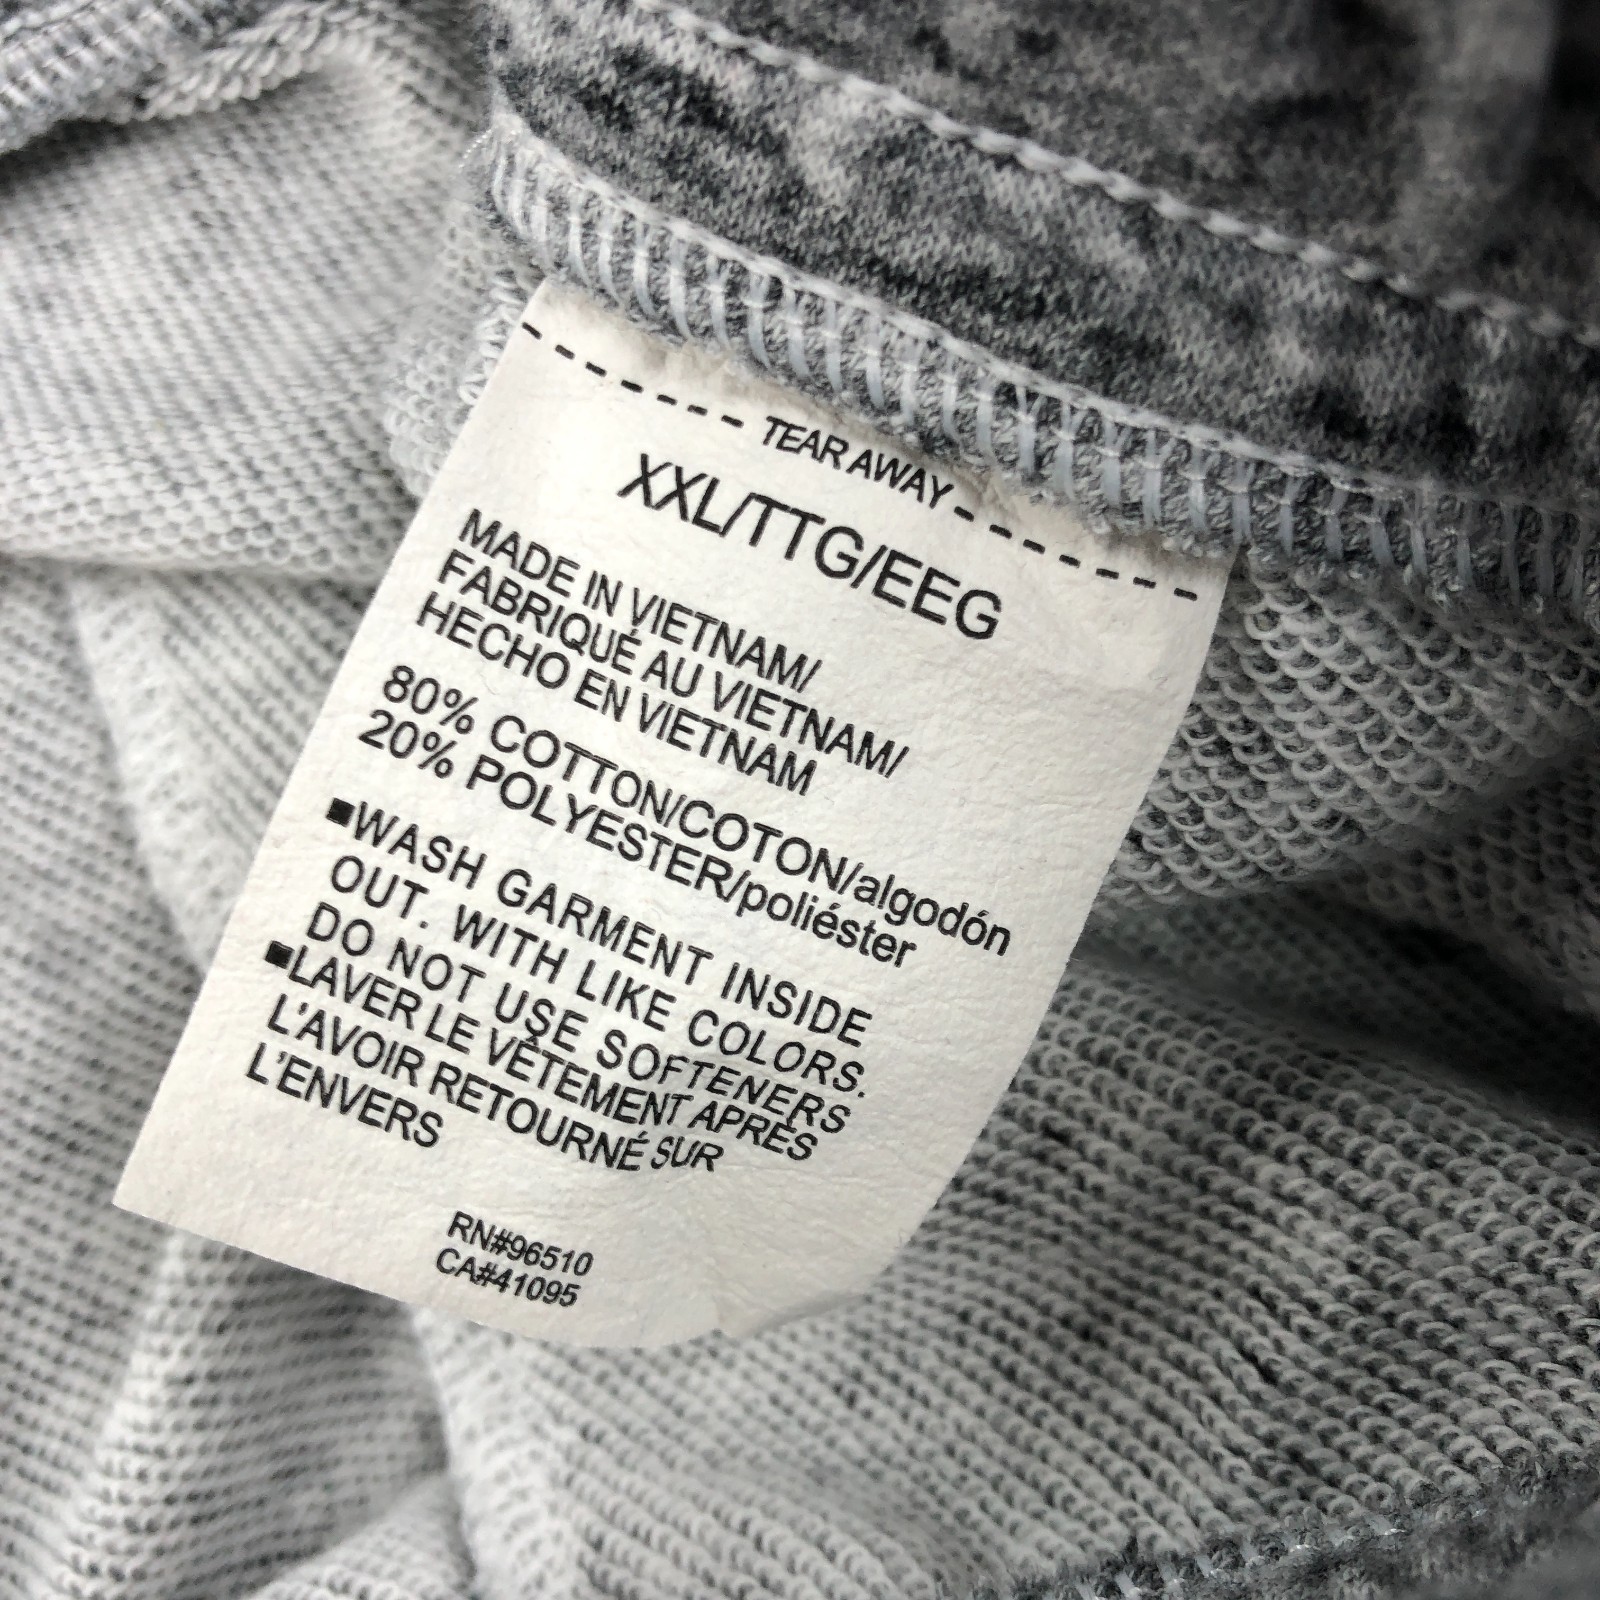 TEAR AWAY
XXL/TTG/EEG
MADE IN VIETNAM/
FABRIQUÉ AU VIETNAM/
HECHO EN VIETNAM
80% COTTON/COTON/algodón
20% POLYESTER/poliéster
■WASH GARMENT INSIDE
OUT. WITH LIKE COLORS.
DO NOT USE SOFTENERS
■LAVER LE VÊTEMENT APRÈS
L'AVOIR RETOURNÉ SUR
L'ENVERS
RN#96510
CA#41095